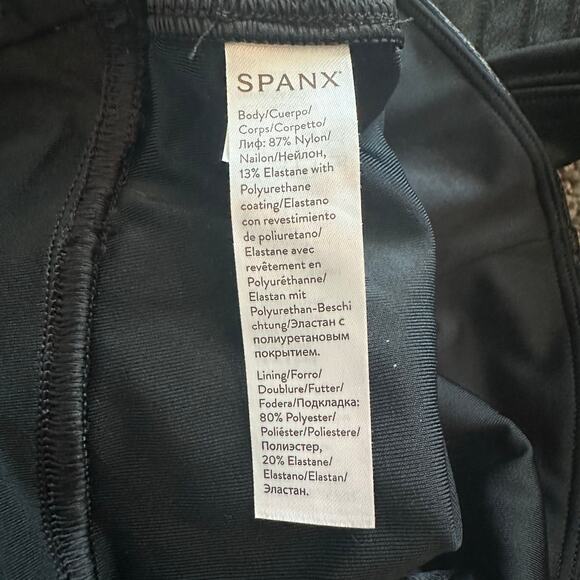 SPANX
Body/Cuerpo/
Corps/Corpetto/
Лиф: 87% Nylon/
Nailon/Нейлон,
13% Elastane with
Polyurethane
coating/Elastano
con revestimiento
de poliuretano/
Elastane avec
revêtement en
Polyuréthanne/
Elastan mit
Polyurethan-Beschi
chtung/Эластан с
полиуретановым
покрытием.
Lining/Forro/
Doublure/Futter/
Fodera/Подкладка:
80% Polyester/
Poliéster/Poliestere/
Полиэстер,
20% Elastane/
Elastano/Elastan/
Эластан.